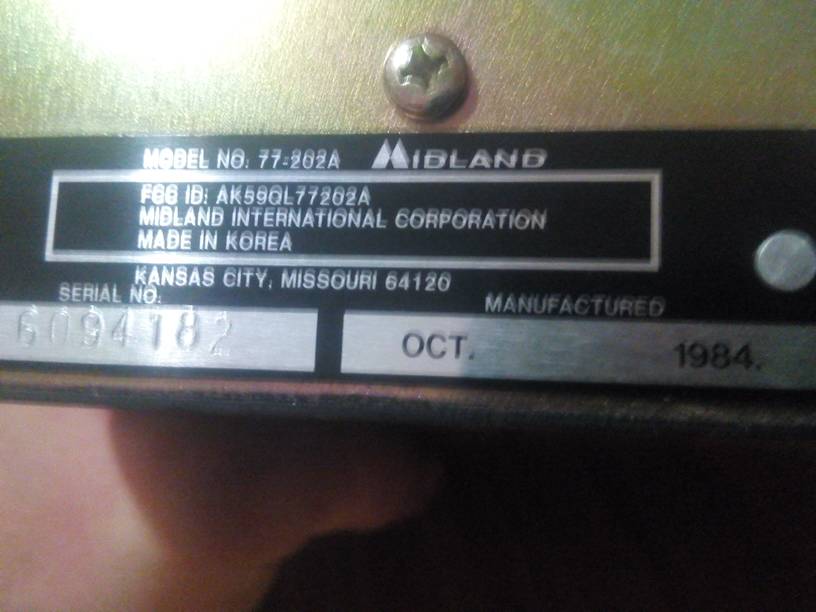 MODEL NO. 77-202A MIDLAND
FCC ID: AK59QL77202A
MIDLAND INTERNATIONAL CORPORATION
MADE IN KOREA
KANSAS CITY, MISSOURI 64120
SERIAL NO. MANUFACTURED
6094182 OCT. 1984.